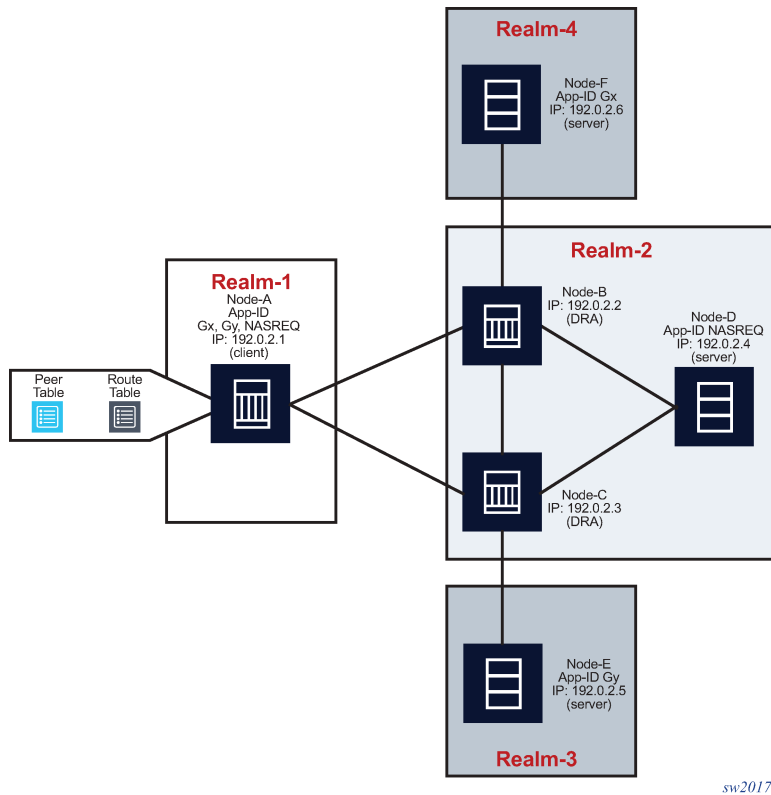 Realm-4
Node-F
App-ID Gx
IP: 192.0.2.6
(server)
Realm-2
Node-B
IP: 192.0.2.2
(DRA)
Node-D
App-ID NASREQ
IP: 192.0.2.4
(server)
Realm-1
Node-A
App-ID
Gx, Gy, NASREQ
IP: 192.0.2.1
(client)
Peer
Table
Route
Table
Node-C
IP: 192.0.2.3
(DRA)
Node-E
App-ID Gy
IP: 192.0.2.5
(server)
Realm-3
sw2017